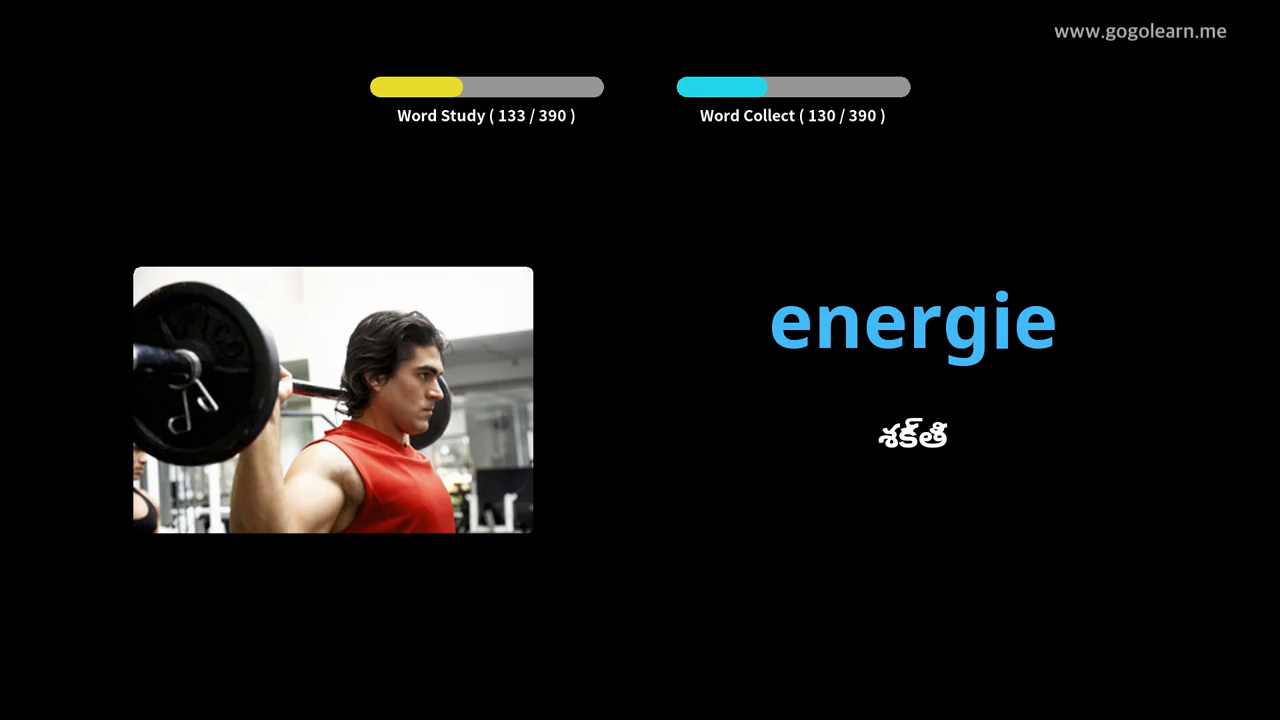 www.gogolearn.me
Word Study ( 133 / 390 )
Word Collect ( 130 / 390 )
energie
శక్తి